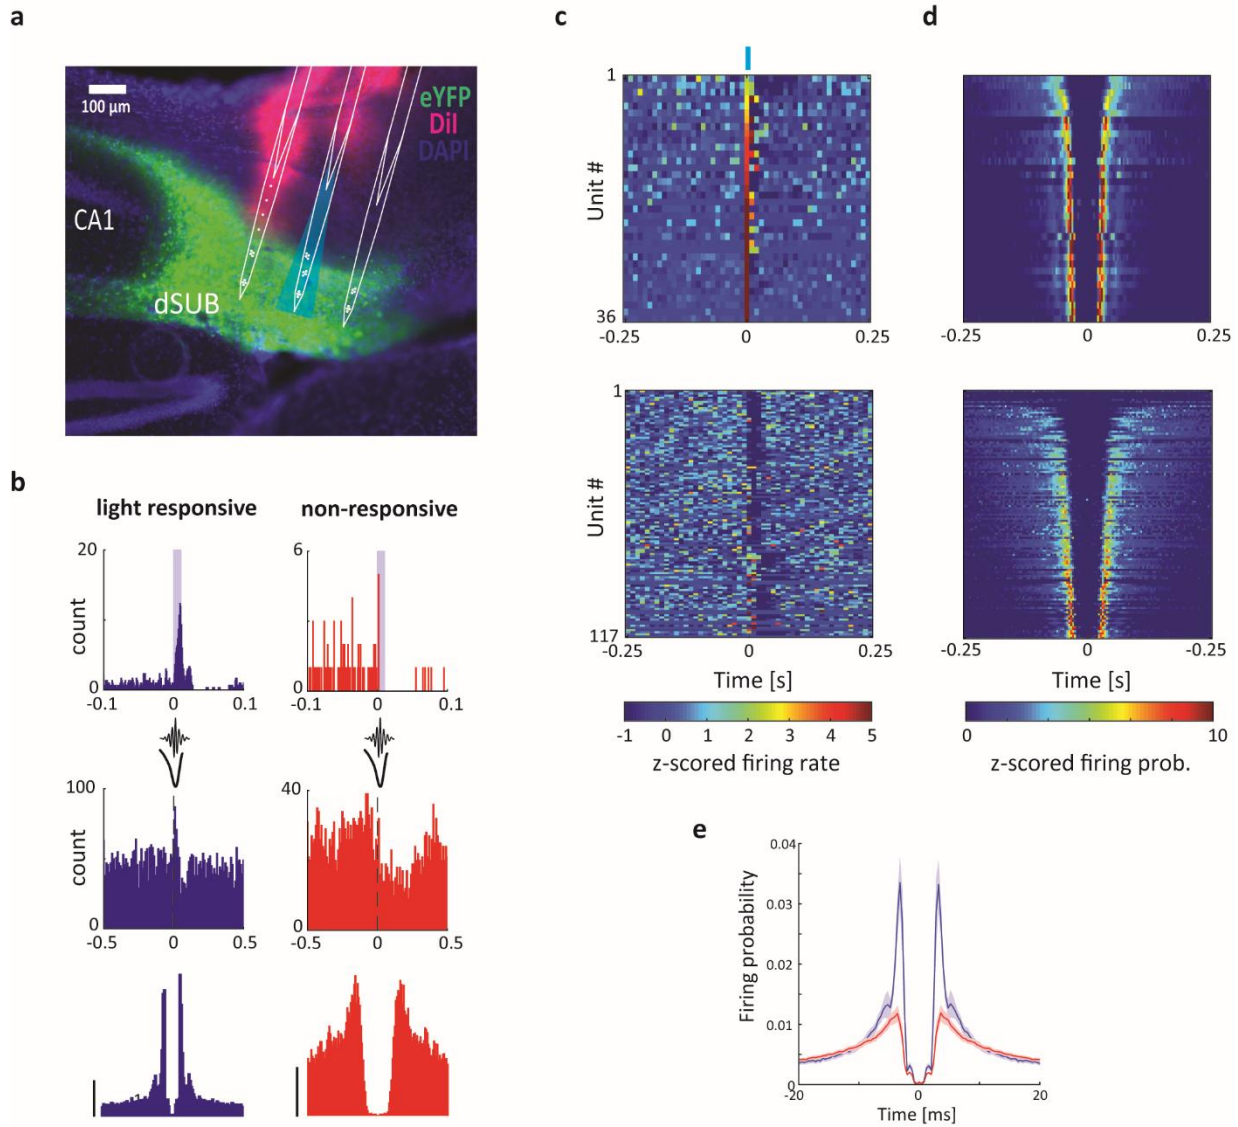 a
100 µm
eYFP
DiI
DAPI
CA1
dSUB
b
light responsive
non-responsive
20
count
0
-0.1
0
0.1
6
0
-0.1
0
0.1
100
count
0
-0.5
0
0.5
40
0
-0.5
0
0.5
c
1
Unit #
36
-0.25
0
0.25
1
Unit #
117
-0.25
0
0.25
Time [s]
-1
0
1
2
3
4
5
z-scored firing rate
d
-0.25
0
0.25
-0.25
0
-0.25
Time [s]
0
10
z-scored firing prob.
e
Firing probability
0.04
0.03
0.02
0.01
0
-20
0
20
Time [ms]